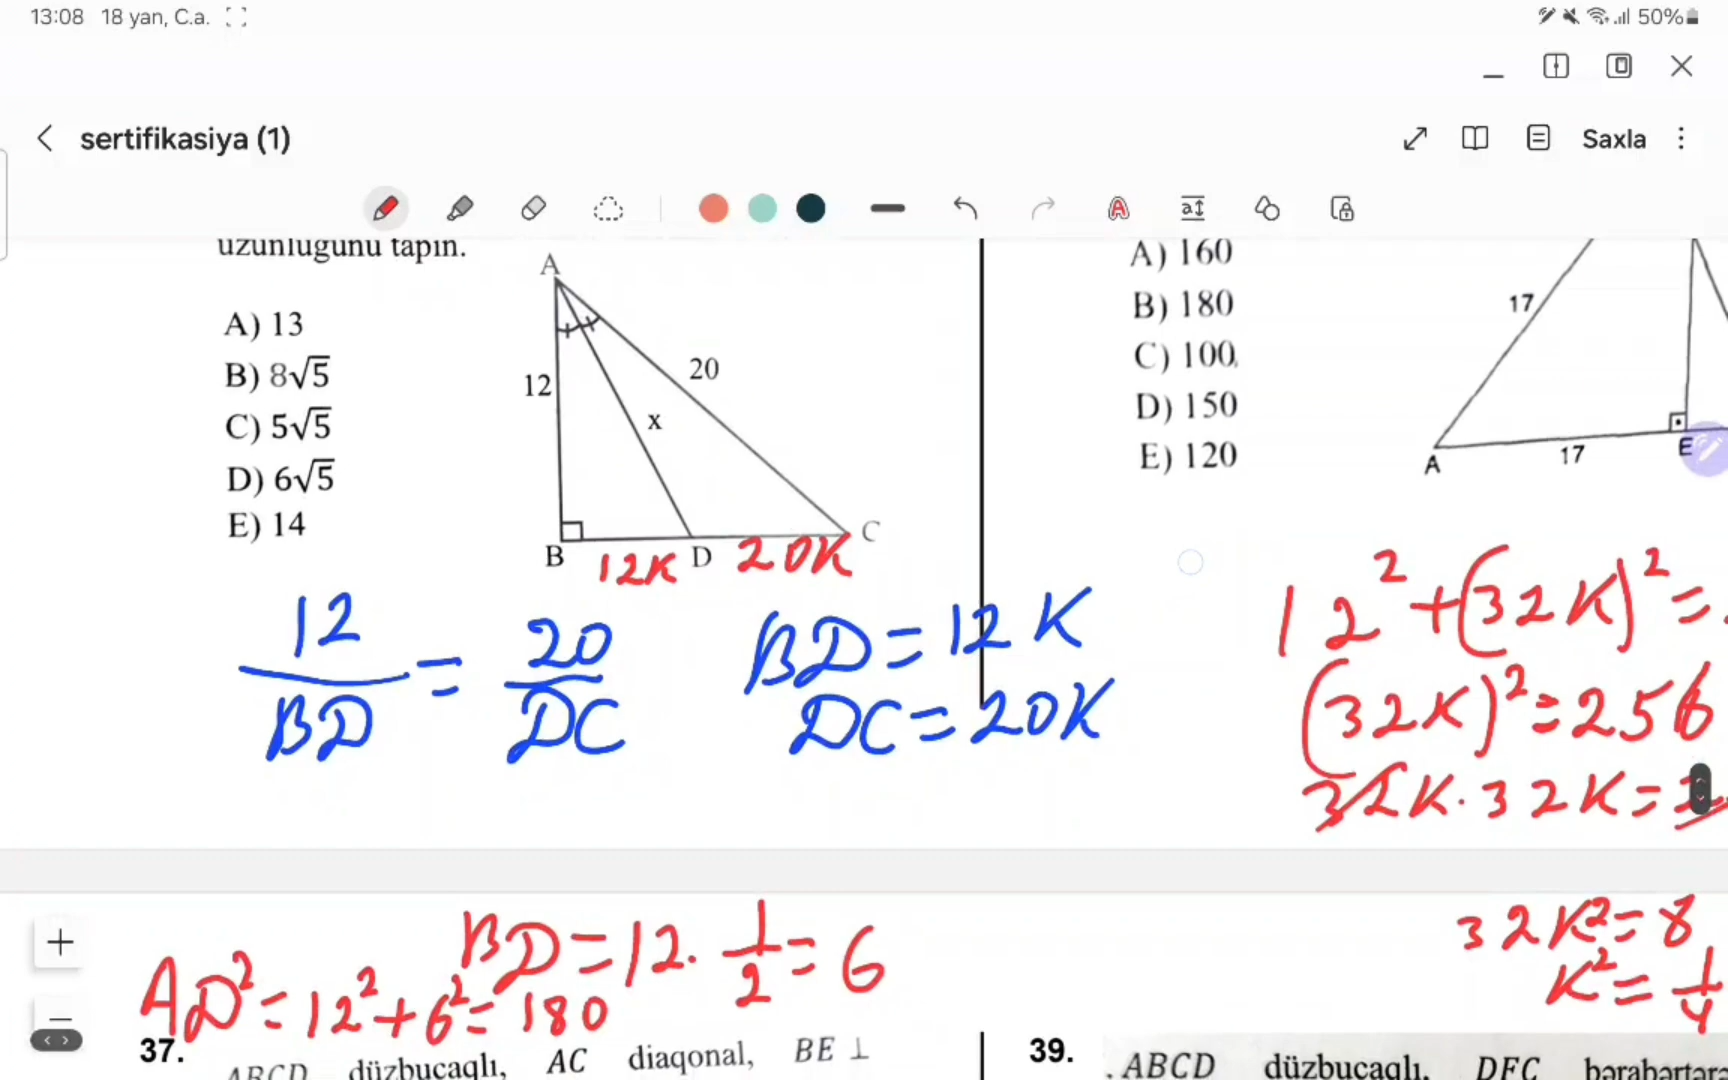 13:08 18 yan, C.a. 50%
sertifikasiya (1)
Saxla
uzunluğunu tapın.
A) 13
B) 8√5
C) 5√5
D) 6√5
E) 14
A
12
20
x
B
D
C
12K
20K
12/BD = 20/DC
BD = 12K
DC = 20K
A) 160
B) 180
C) 100
D) 150
E) 120
17
A
17
E
12² + (32K)² =
(32K)² = 256
32K · 32K =
32K² = 8
K² = 1/4
BD = 12 · 1/2 = 6
AD² = 12² + 6² = 180
37.
ABCD düzbucaqlı, AC diaqonal, BE ⊥
39.
ABCD düzbucaqlı, DFC